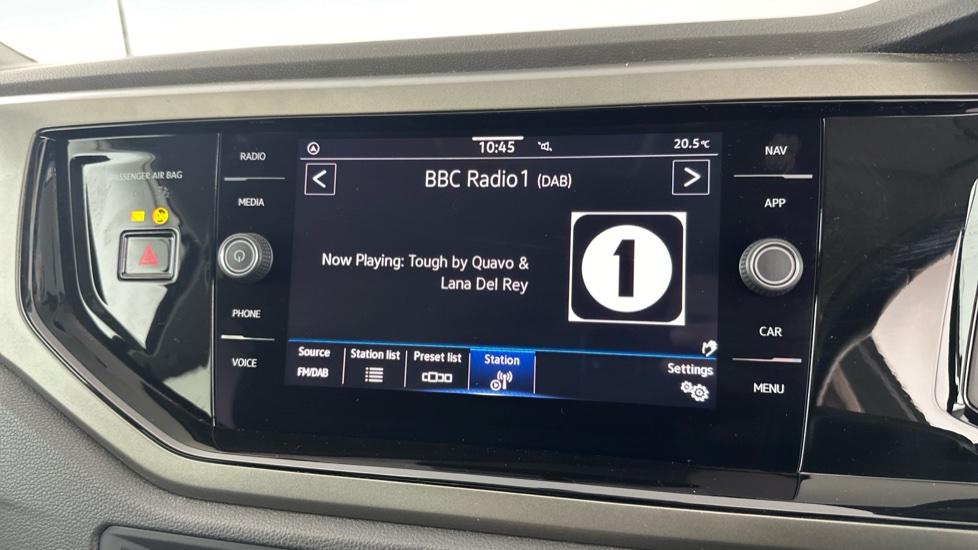 10:45
20.5°C
BBC Radio1 (DAB)
Now Playing: Tough by Quavo &
Lana Del Rey
1
Source
FM/DAB
Station list
Preset list
Station
Settings
RADIO
MEDIA
PHONE
VOICE
NAV
APP
CAR
MENU
PASSENGER AIR BAG